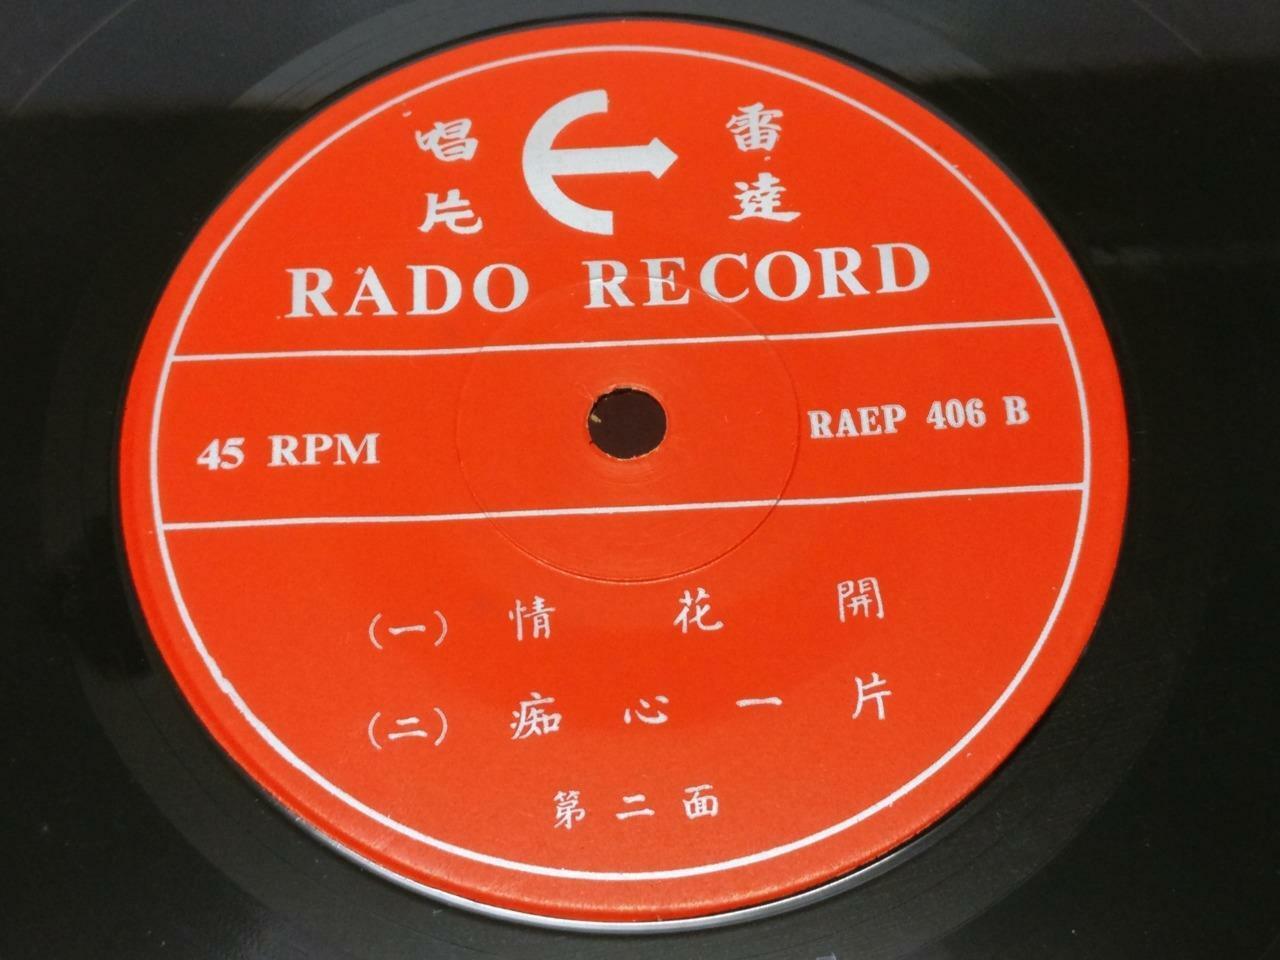 雷達
唱片
RADO RECORD
45 RPM
RAEP 406 B
(一) 情花開
(二) 痴心一片
第二面